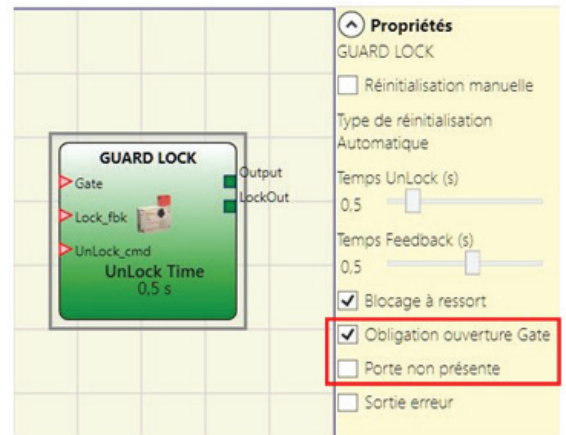 GUARD LOCK
Gate
Output
Lock_fbk
LockOut
UnLock_cmd
UnLock Time
0,5 s
Propriétés
GUARD LOCK
Réinitialisation manuelle
Type de réinitialisation
Automatique
Temps UnLock (s)
0,5
Temps Feedback (s)
0,5
Blocage à ressort
Obligation ouverture Gate
Porte non présente
Sortie erreur